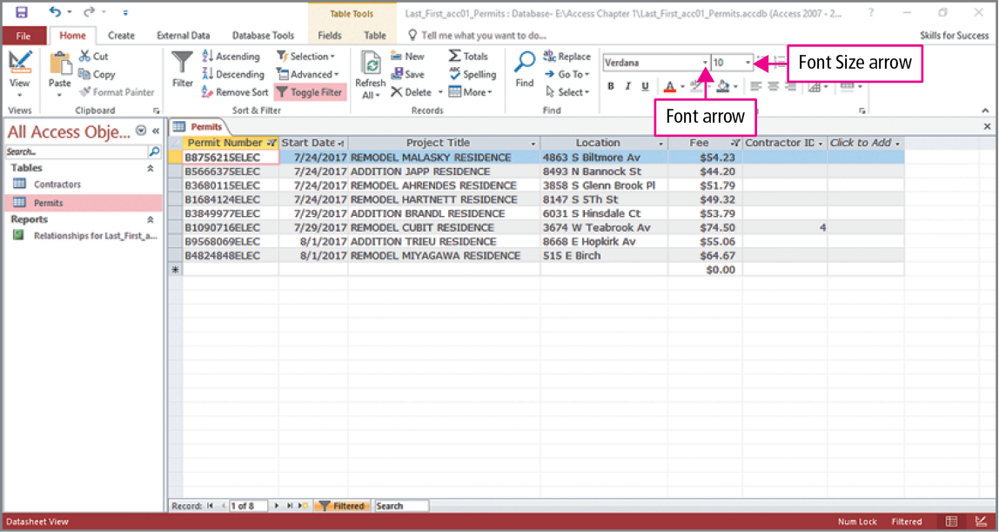 Table Tools
Last_First_acc01_Permits : Database- E:\Access Chapter 1\Last_First_acc01_Permits.accdb (Access 2007 - 2...
File Home Create External Data Database Tools Fields Table Tell me what you want to do... Skills for Success
View
Views
Paste
Cut
Copy
Format Painter
Clipboard
Filter
Ascending
Descending
Remove Sort
Selection
Advanced
Toggle Filter
Sort & Filter
Refresh
All
New
Save
Delete
Totals
Spelling
More
Records
Find
Replace
Go To
Select
Find
Verdana 10
B I U A
Font Size arrow
Font arrow
All Access Obje...
Search...
Tables
Contractors
Permits
Reports
Relationships for Last_First_a...
Permits
Permit Number Start Date Project Title Location Fee Contractor IC Click to Add
B8756215ELEC 7/24/2017 REMODEL MALASKY RESIDENCE 4863 S Biltmore Av $54.23
B5666375ELEC 7/24/2017 ADDITION JAPP RESIDENCE 8493 N Bannock St $44.20
B3680115ELEC 7/24/2017 REMODEL AHRENDES RESIDENCE 3858 S Glenn Brook Pl $51.79
B1684124ELEC 7/24/2017 REMODEL HARTNETT RESIDENCE 8147 S 5Th St $49.32
B3849977ELEC 7/29/2017 ADDITION BRANDL RESIDENCE 6031 S Hinsdale Ct $53.79
B1090716ELEC 7/29/2017 REMODEL CUBIT RESIDENCE 3674 W Teabrook Av $74.50 4
B9568069ELEC 8/1/2017 ADDITION TRIEU RESIDENCE 8668 E Hopkirk Av $55.06
B4824848ELEC 8/1/2017 REMODEL MIYAGAWA RESIDENCE 515 E Birch $64.67
* $0.00
Record: 1 of 8 Filtered Search
Datasheet View Num Lock Filtered